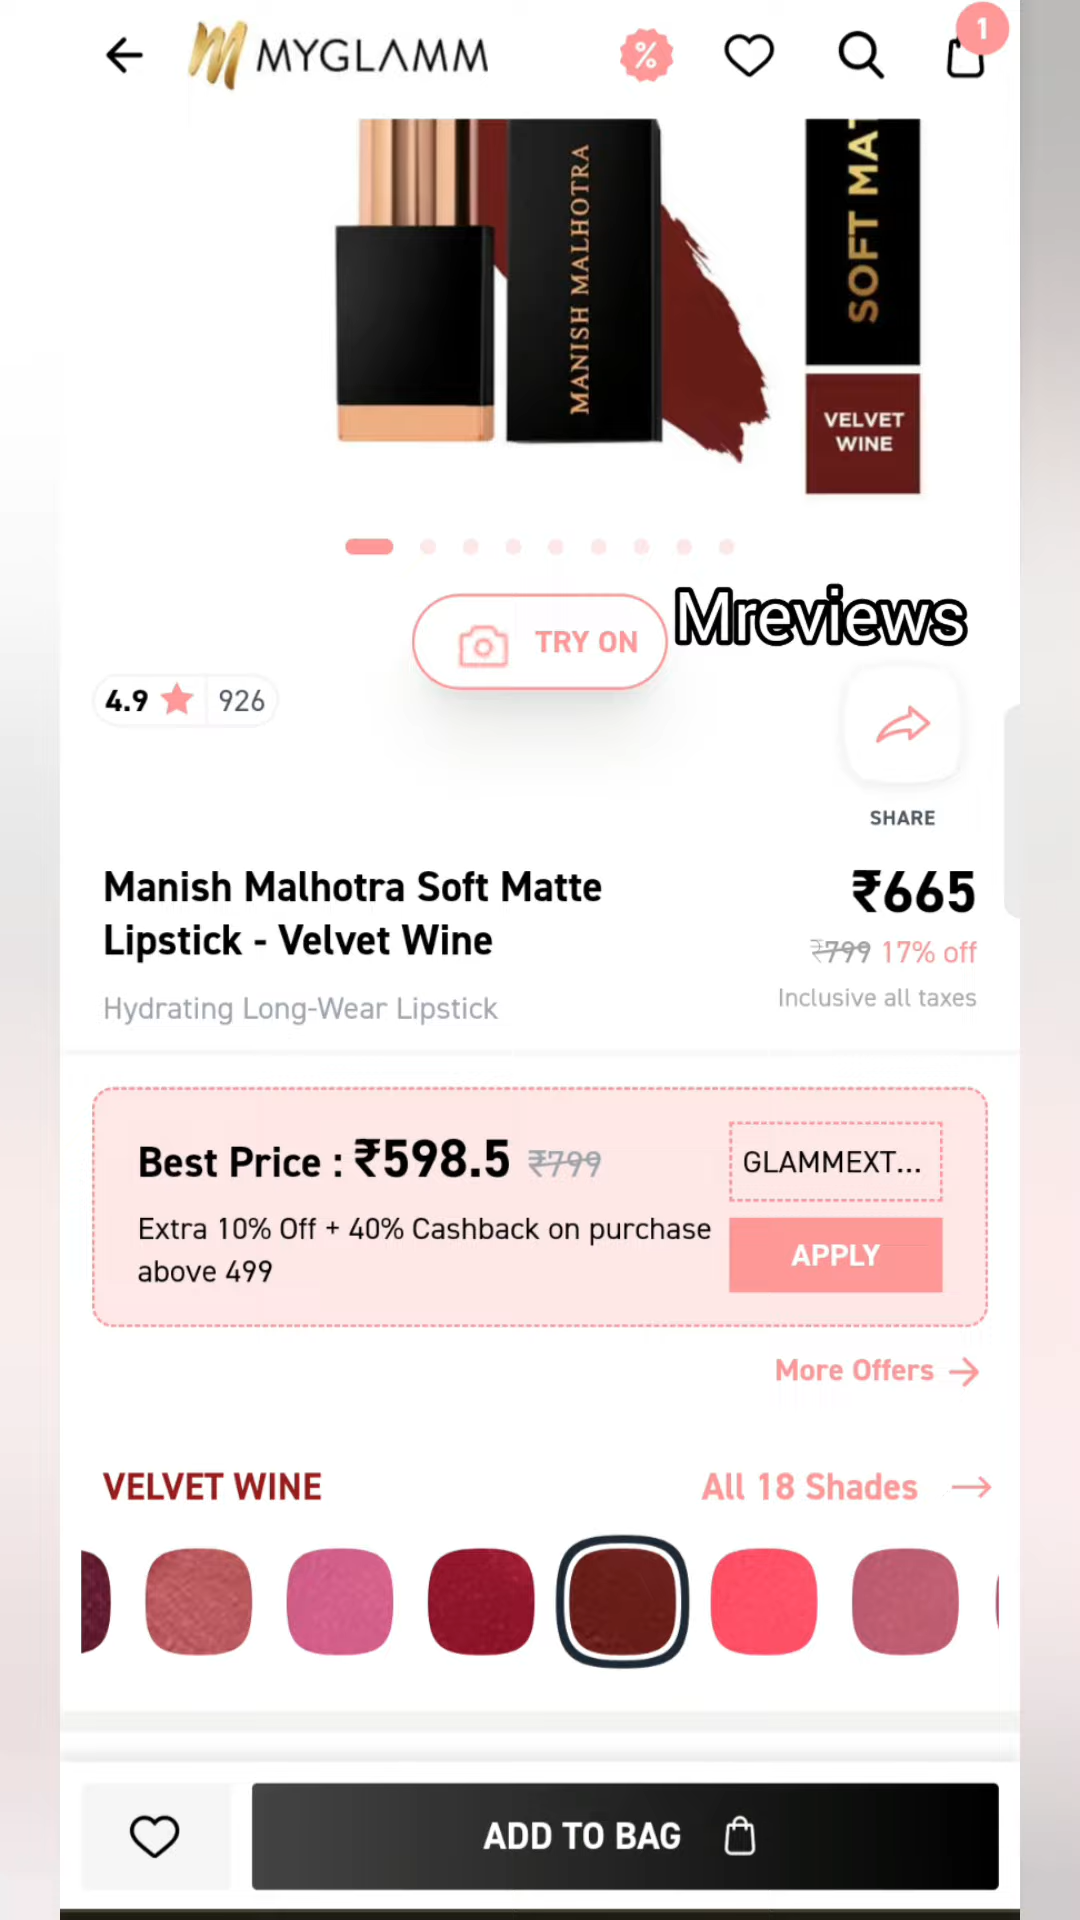 MYGLAMM
%
1
MANISH MALHOTRA
SOFT MAT
VELVET
WINE
TRY ON
Mreviews
4.9 ★ 926
SHARE
Manish Malhotra Soft Matte
Lipstick - Velvet Wine
₹665
₹799 17% off
Hydrating Long-Wear Lipstick
Inclusive all taxes
Best Price : ₹598.5 ₹799
GLAMMEXT...
Extra 10% Off + 40% Cashback on purchase
above 499
APPLY
More Offers →
VELVET WINE
All 18 Shades →
ADD TO BAG